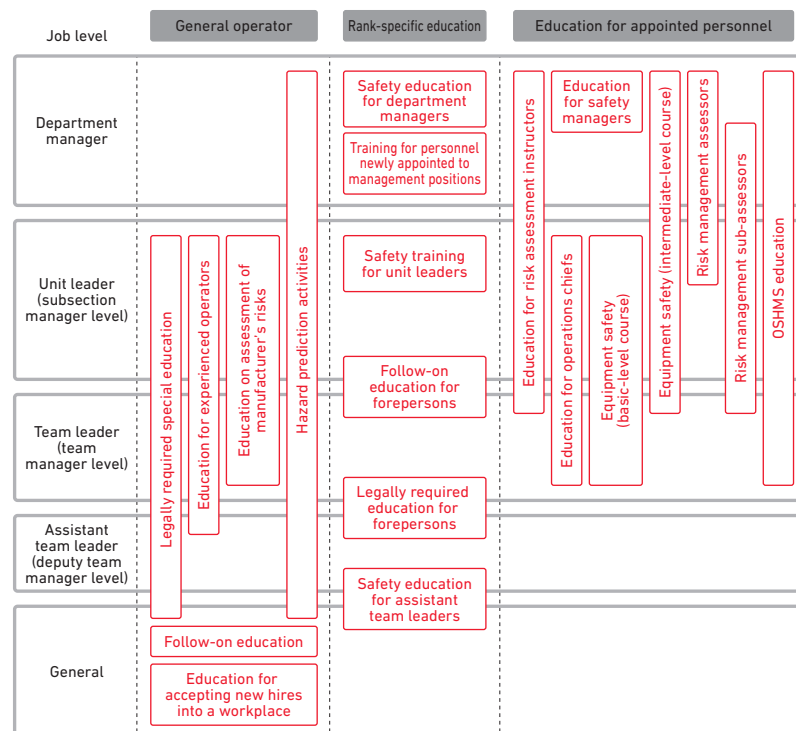 Job level
General operator
Rank-specific education
Education for appointed personnel
Department
manager
Unit leader
(subsection
manager level)
Team leader
(team
manager level)
Assistant
team leader
(deputy team
manager level)
General
Legally required special education
Education for experienced operators
Education on assessment of
manufacturer's risks
Hazard prediction activities
Follow-on education
Education for
accepting new hires
into a workplace
Safety education
for department
managers
Training for personnel
newly appointed to
management positions
Safety training
for unit leaders
Follow-on
education for
forepersons
Legally required
education for
forepersons
Safety education
for assistant
team leaders
Education for risk assessment instructors
Education
for safety
managers
Education for operations chiefs
Equipment safety
(basic-level course)
Equipment safety (intermediate-level course)
Risk management assessors
Risk management sub-assessors
OSHMS education